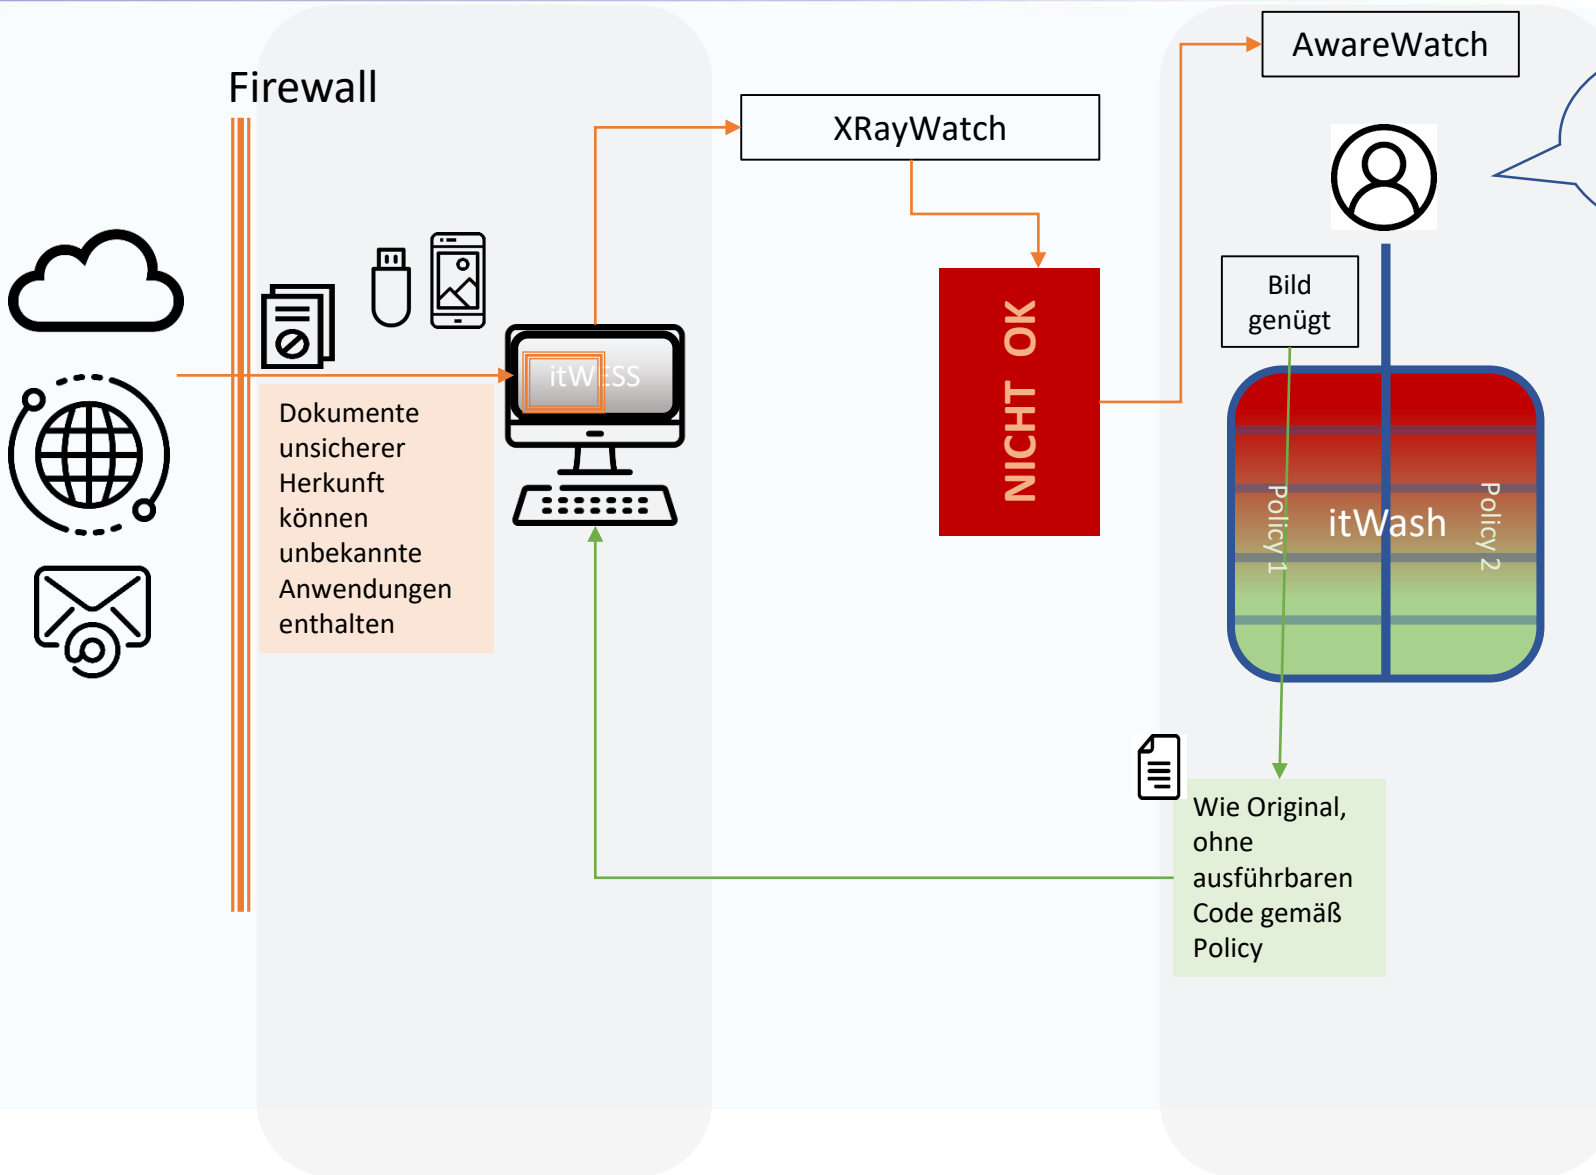 Firewall
AwareWatch
XRayWatch
itWESS
Dokumente
unsicherer
Herkunft
können
unbekannte
Anwendungen
enthalten
NICHT OK
Bild
genügt
Policy 1
itWash
Policy 2
Wie Original,
ohne
ausführbaren
Code gemäß
Policy